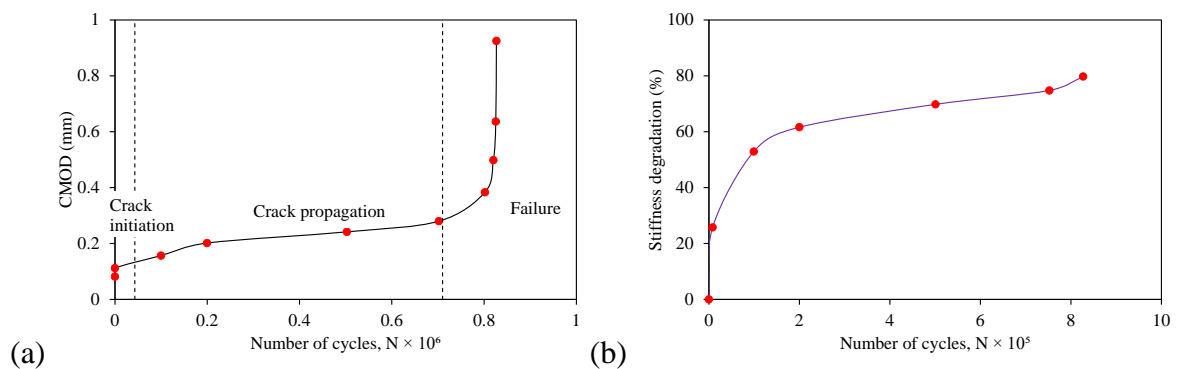 1
0.8
0.6
0.4
0.2
0
CMOD (mm)
Crack
initiation
Crack propagation
Failure
0 0.2 0.4 0.6 0.8 1
Number of cycles, N × 10⁶
(a)
100
80
60
40
20
0
Stiffness degradation (%)
0 2 4 6 8 10
Number of cycles, N × 10⁵
(b)